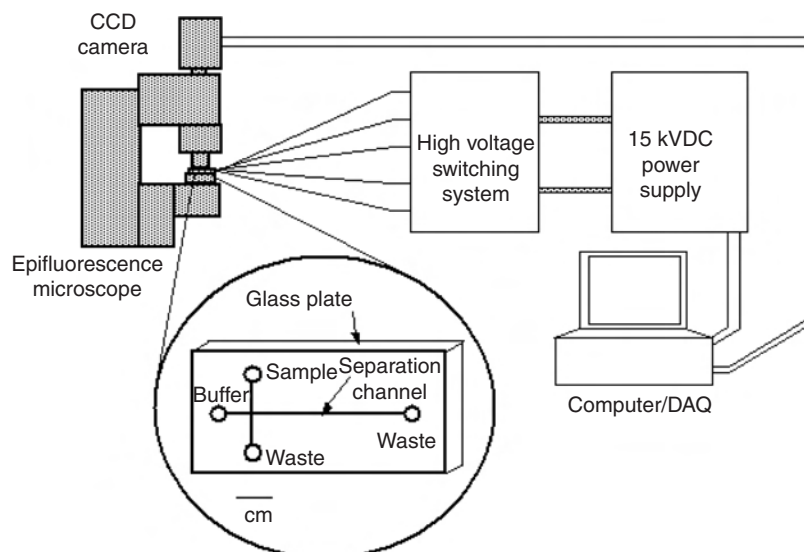 CCD
camera
High voltage
switching
system
15 kVDC
power
supply
Epifluorescence
microscope
Glass plate
Sample
Separation
channel
Buffer
Waste
Waste
cm
Computer/DAQ